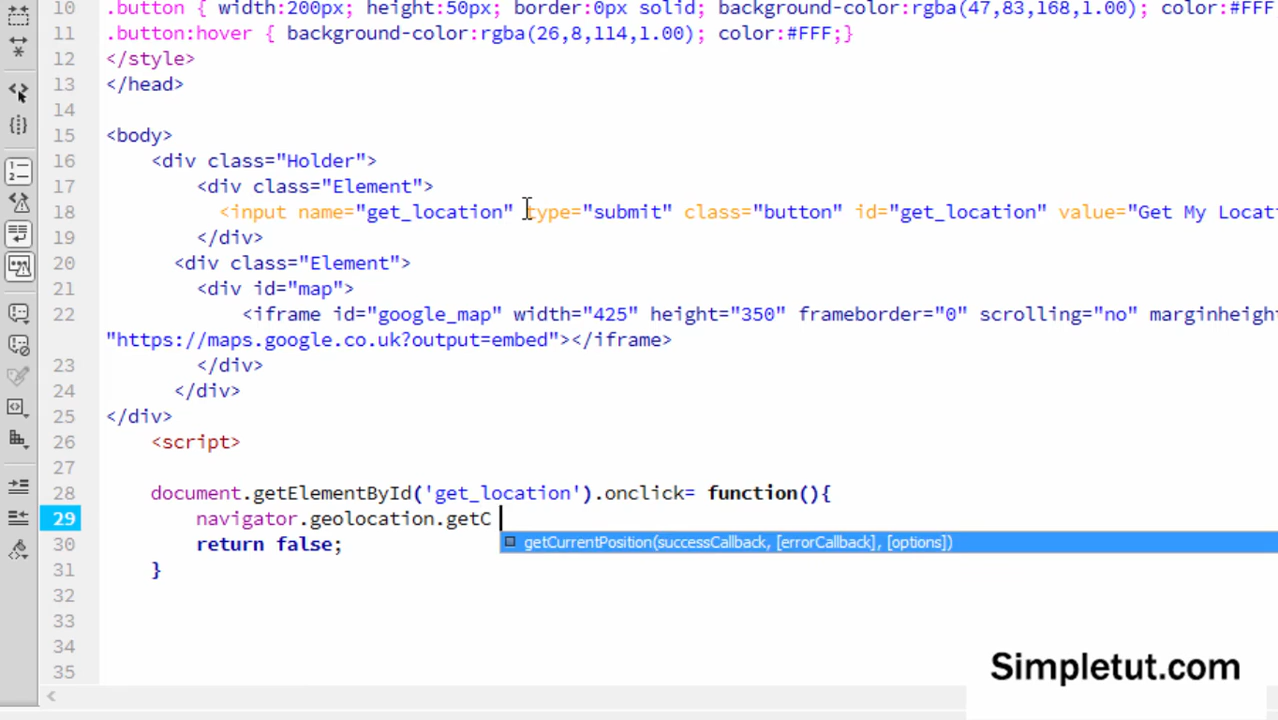 10 .button { width:200px; height:50px; border:0px solid; background-color:rgba(47,83,168,1.00); color:#FFF
11 .button:hover { background-color:rgba(26,8,114,1.00); color:#FFF;}
12 </style>
13 </head>
14
15 <body>
16 <div class="Holder">
17 <div class="Element">
18 <input name="get_location" type="submit" class="button" id="get_location" value="Get My Locati
19 </div>
20 <div class="Element">
21 <div id="map">
22 <iframe id="google_map" width="425" height="350" frameborder="0" scrolling="no" marginheight
"https://maps.google.co.uk?output=embed"></iframe>
23 </div>
24 </div>
25 </div>
26 <script>
27
28 document.getElementById('get_location').onclick= function(){
29 navigator.geolocation.getC
getCurrentPosition(successCallback, [errorCallback], [options])
30 return false;
31 }
32
33
34
35
Simpletut.com